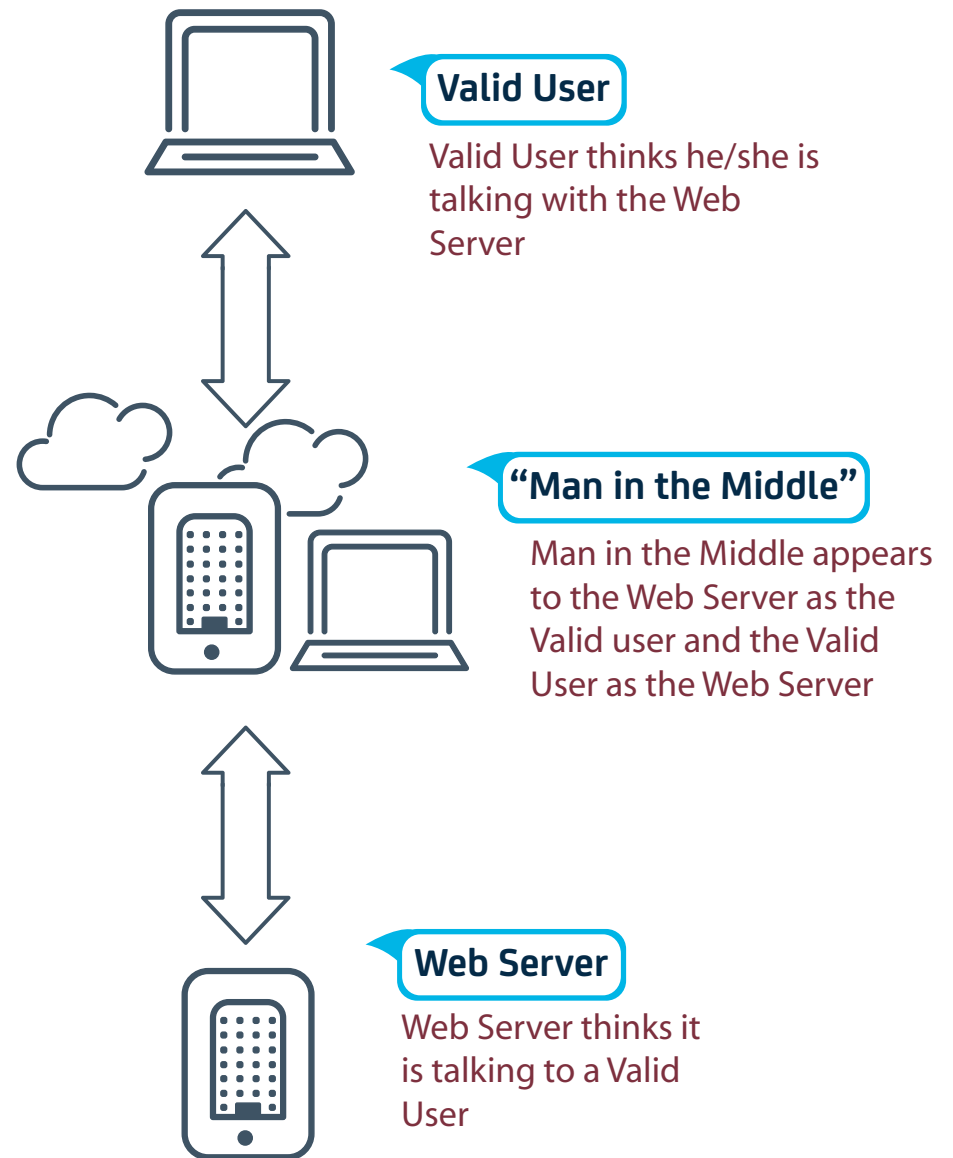 Valid User
Valid User thinks he/she is
talking with the Web
Server
“Man in the Middle”
Man in the Middle appears
to the Web Server as the
Valid user and the Valid
User as the Web Server
Web Server
Web Server thinks it
is talking to a Valid
User